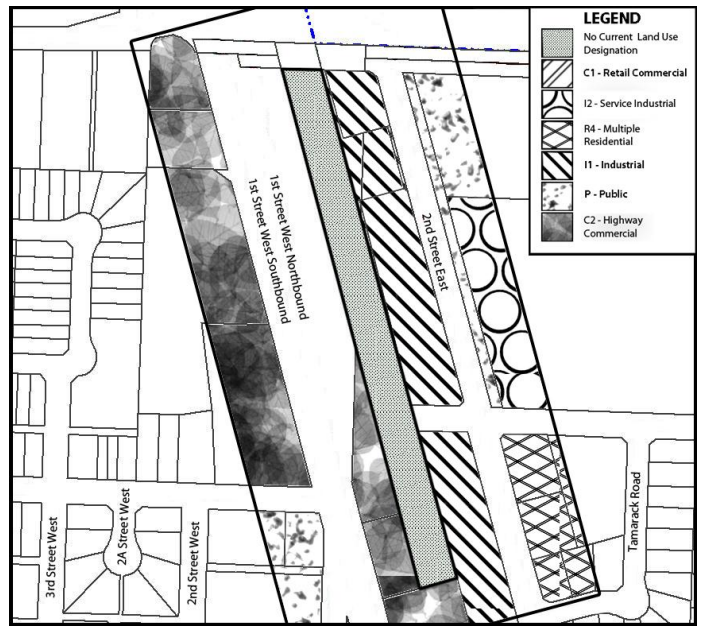 LEGEND
No Current Land Use
Designation
C1 - Retail Commercial
I2 - Service Industrial
R4 - Multiple
Residential
I1 - Industrial
P - Public
C2 - Highway
Commercial
1st Street West Northbound
1st Street West Southbound
2nd Street East
3rd Street West
2A Street West
2nd Street West
Tamarack Road